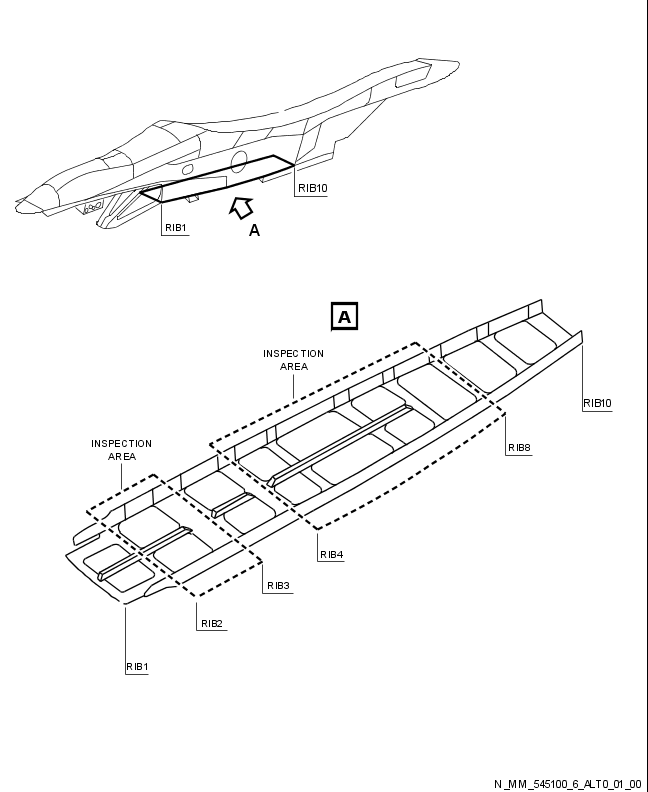 RIB10
RIB1
A
A
INSPECTION
AREA
RIB10
INSPECTION
AREA
RIB8
RIB4
RIB3
RIB2
RIB1
N_MM_545100_6_ALT0_01_00